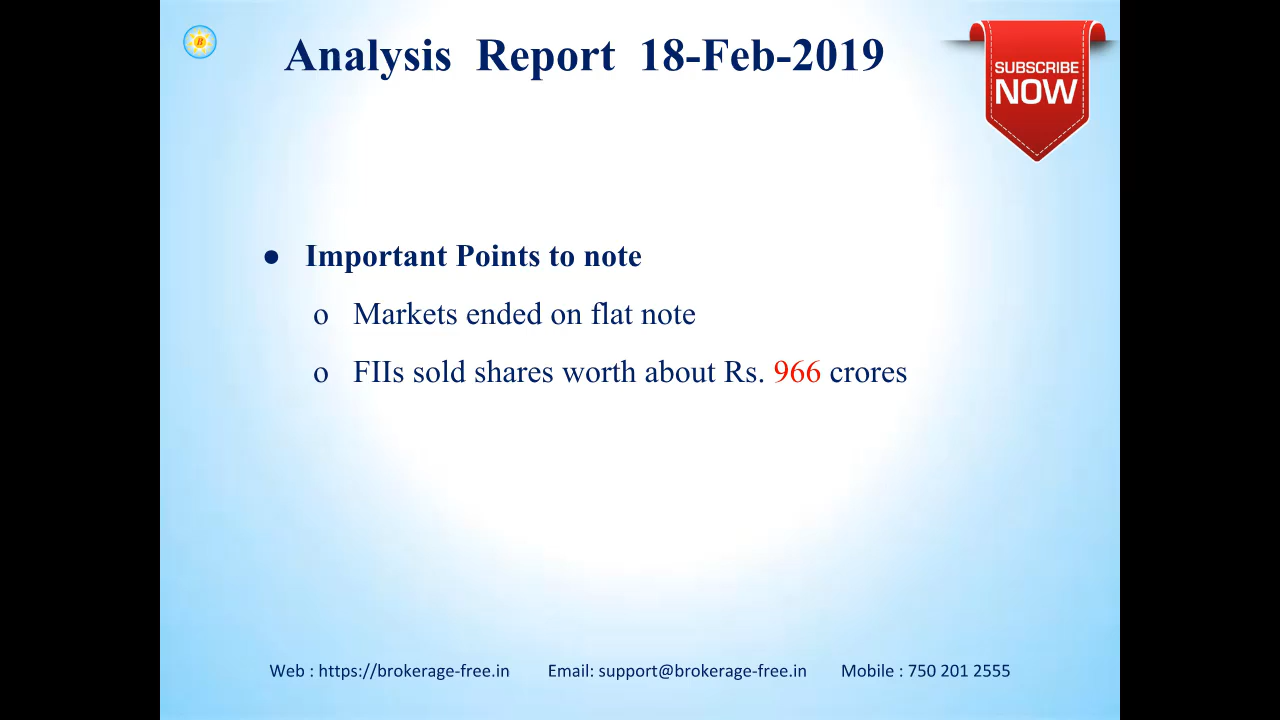 Analysis Report 18-Feb-2019
SUBSCRIBE
NOW
● Important Points to note
o Markets ended on flat note
o FIIs sold shares worth about Rs. 966 crores
Web : https://brokerage-free.in Email: support@brokerage-free.in Mobile : 750 201 2555